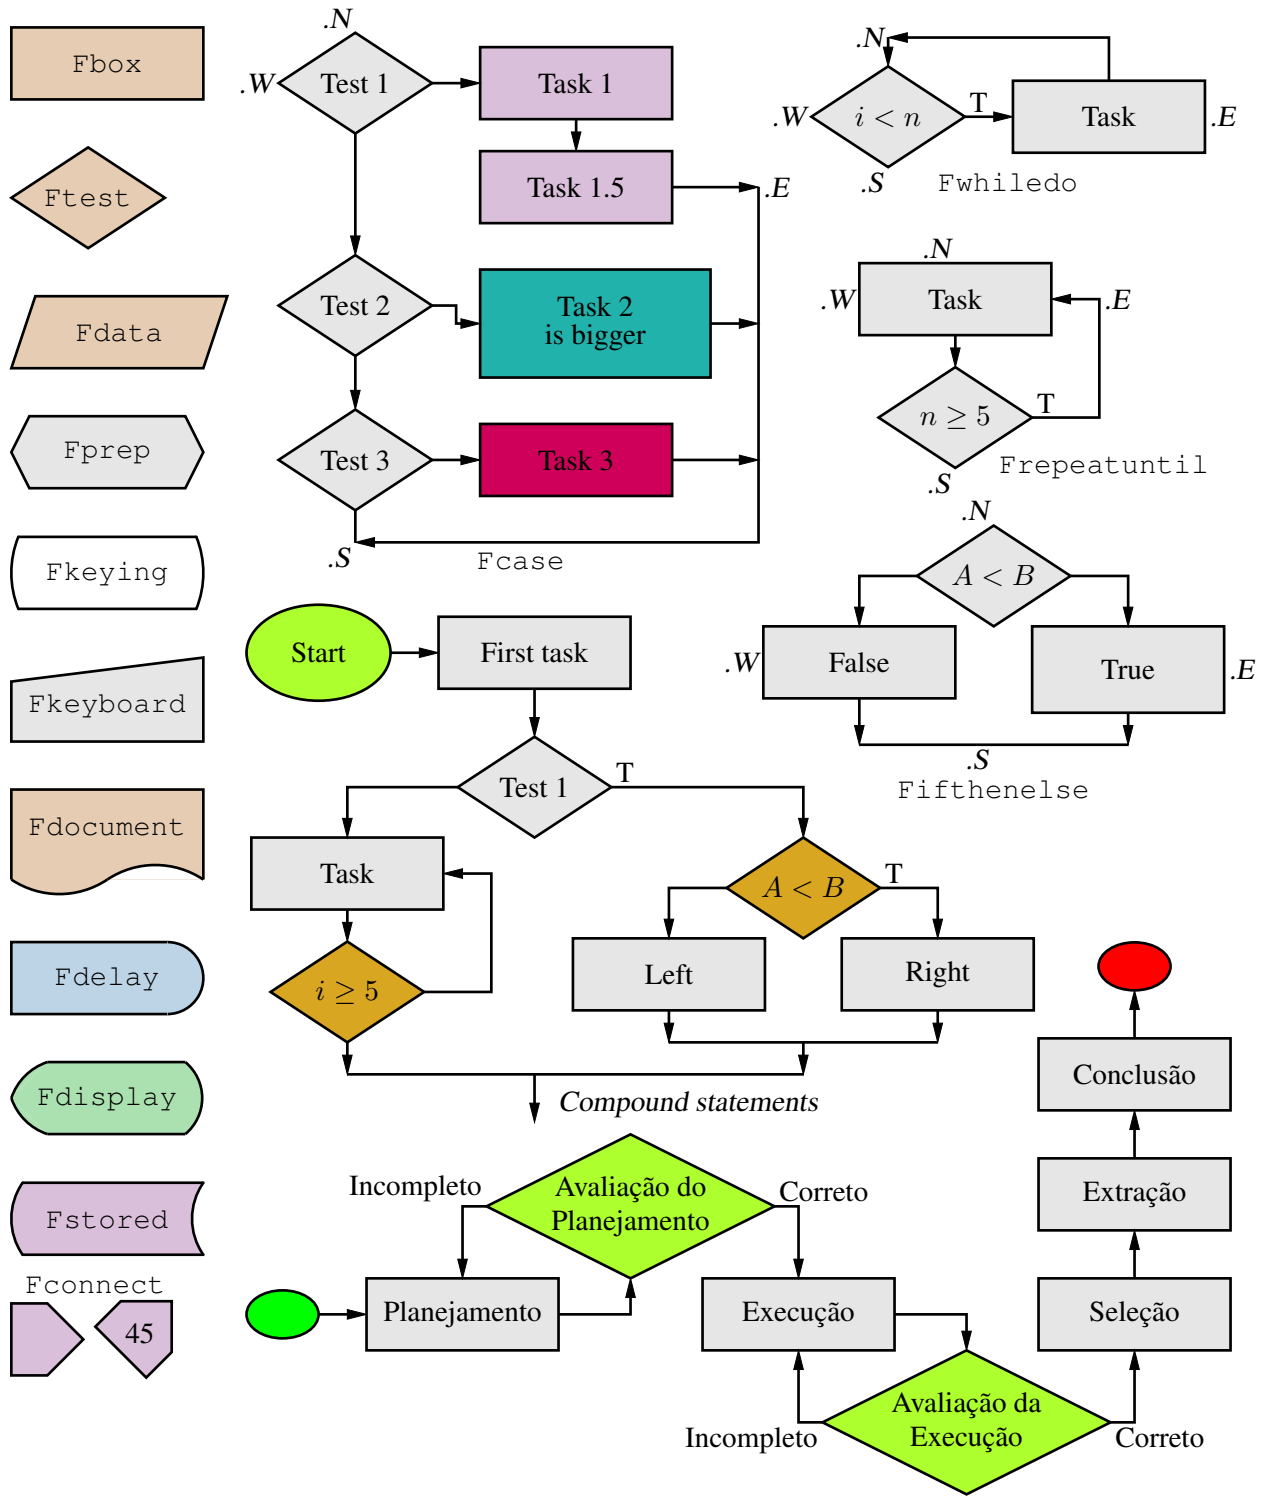 Fbox
Ftest
Fdata
Fprep
Fkeying
Fkeyboard
Fdocument
Fdelay
Fdisplay
Fstored
Fconnect
45
.N
.W
Test 1
Task 1
Task 1.5
.E
Test 2
Task 2
is bigger
Test 3
Task 3
.S
Fcase
.N
.W
i < n
T
Task
.E
.S
Fwhiledo
.N
.W
Task
.E
n ≥ 5
T
.S
Frepeatuntil
.N
A < B
.W
False
True
.E
.S
Fifthenelse
Start
First task
Test 1
T
Task
i ≥ 5
A < B
T
Left
Right
Compound statements
Incompleto
Avaliação do
Planejamento
Correto
Planejamento
Execução
Incompleto
Avaliação da
Execução
Correto
Seleção
Extração
Conclusão